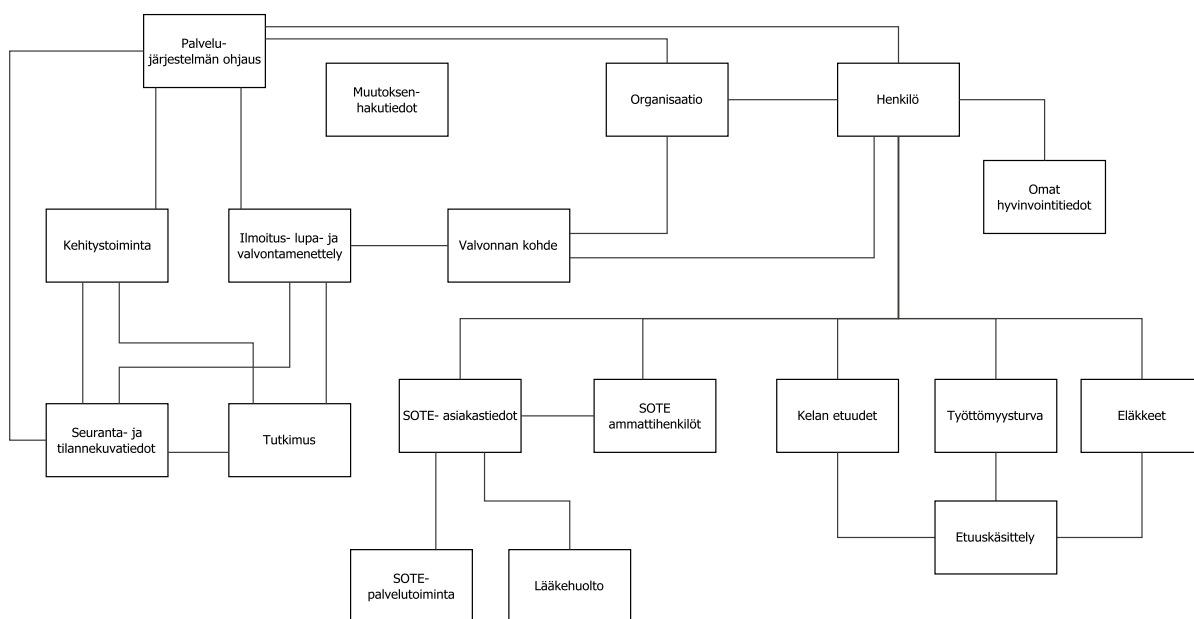 Palvelu-
järjestelmän ohjaus
Muutoksen-
hakutiedot
Organisaatio
Henkilö
Omat
hyvinvointitiedot
Kehitystoiminta
Ilmoitus- lupa- ja
valvontamenettely
Valvonnan kohde
SOTE- asiakastiedot
SOTE
ammattihenkilöt
Kelan etuudet
Työttömyysturva
Eläkkeet
Seuranta- ja
tilannekuvatiedot
Tutkimus
Etuuskäsittely
SOTE-
palvelutoiminta
Lääkehuolto